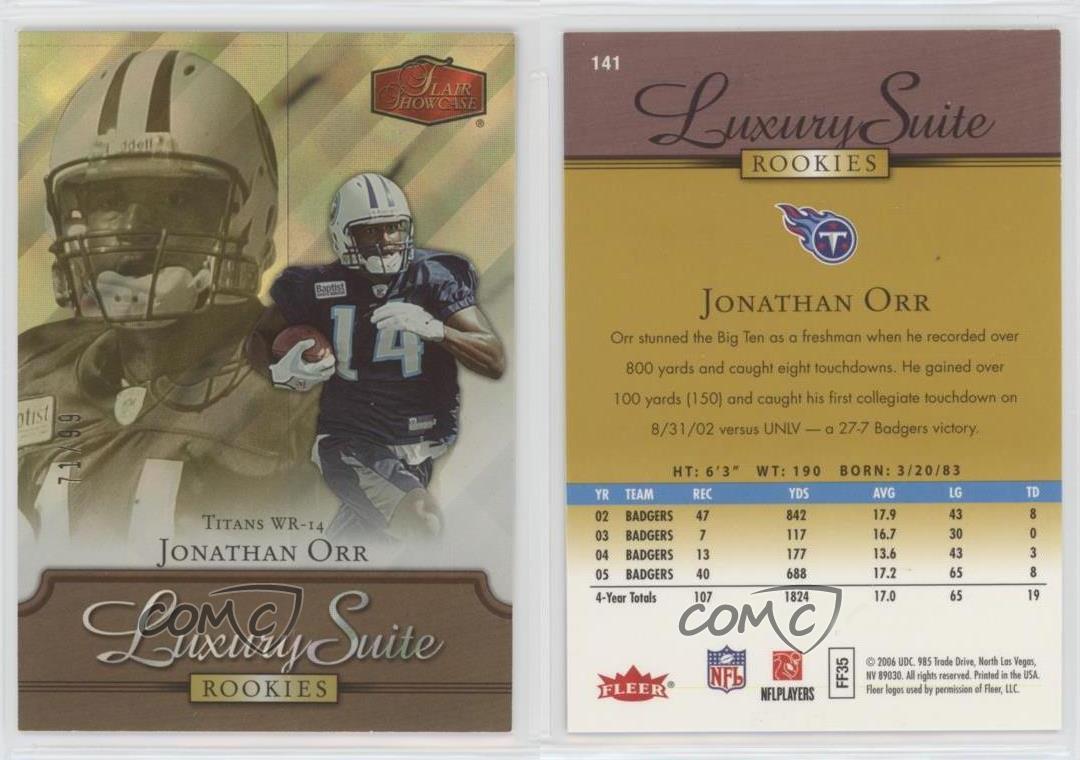 Flair
Showcase
®
Riddell
Baptist
14
71/99
Titans WR-14
Jonathan Orr
Luxury Suite
ROOKIES
COMC
141
Luxury Suite
ROOKIES
T
Jonathan Orr
Orr stunned the Big Ten as a freshman when he recorded over
800 yards and caught eight touchdowns. He gained over
100 yards (150) and caught his first collegiate touchdown on
8/31/02 versus UNLV — a 27-7 Badgers victory.
HT: 6'3" WT: 190 BORN: 3/20/83
YR TEAM REC YDS AVG LG TD
02 BADGERS 47 842 17.9 43 8
03 BADGERS 7 117 16.7 30 0
04 BADGERS 13 177 13.6 43 3
05 BADGERS 40 688 17.2 65 8
4-Year Totals 107 1824 17.0 65 19
COMC
FLEER®
NFL
NFLPLAYERS
FF35
© 2006 UDC. 985 Trade Drive, North Las Vegas,
NV 89030. All rights reserved. Printed in the USA.
Fleer logos used by permission of Fleer, LLC.